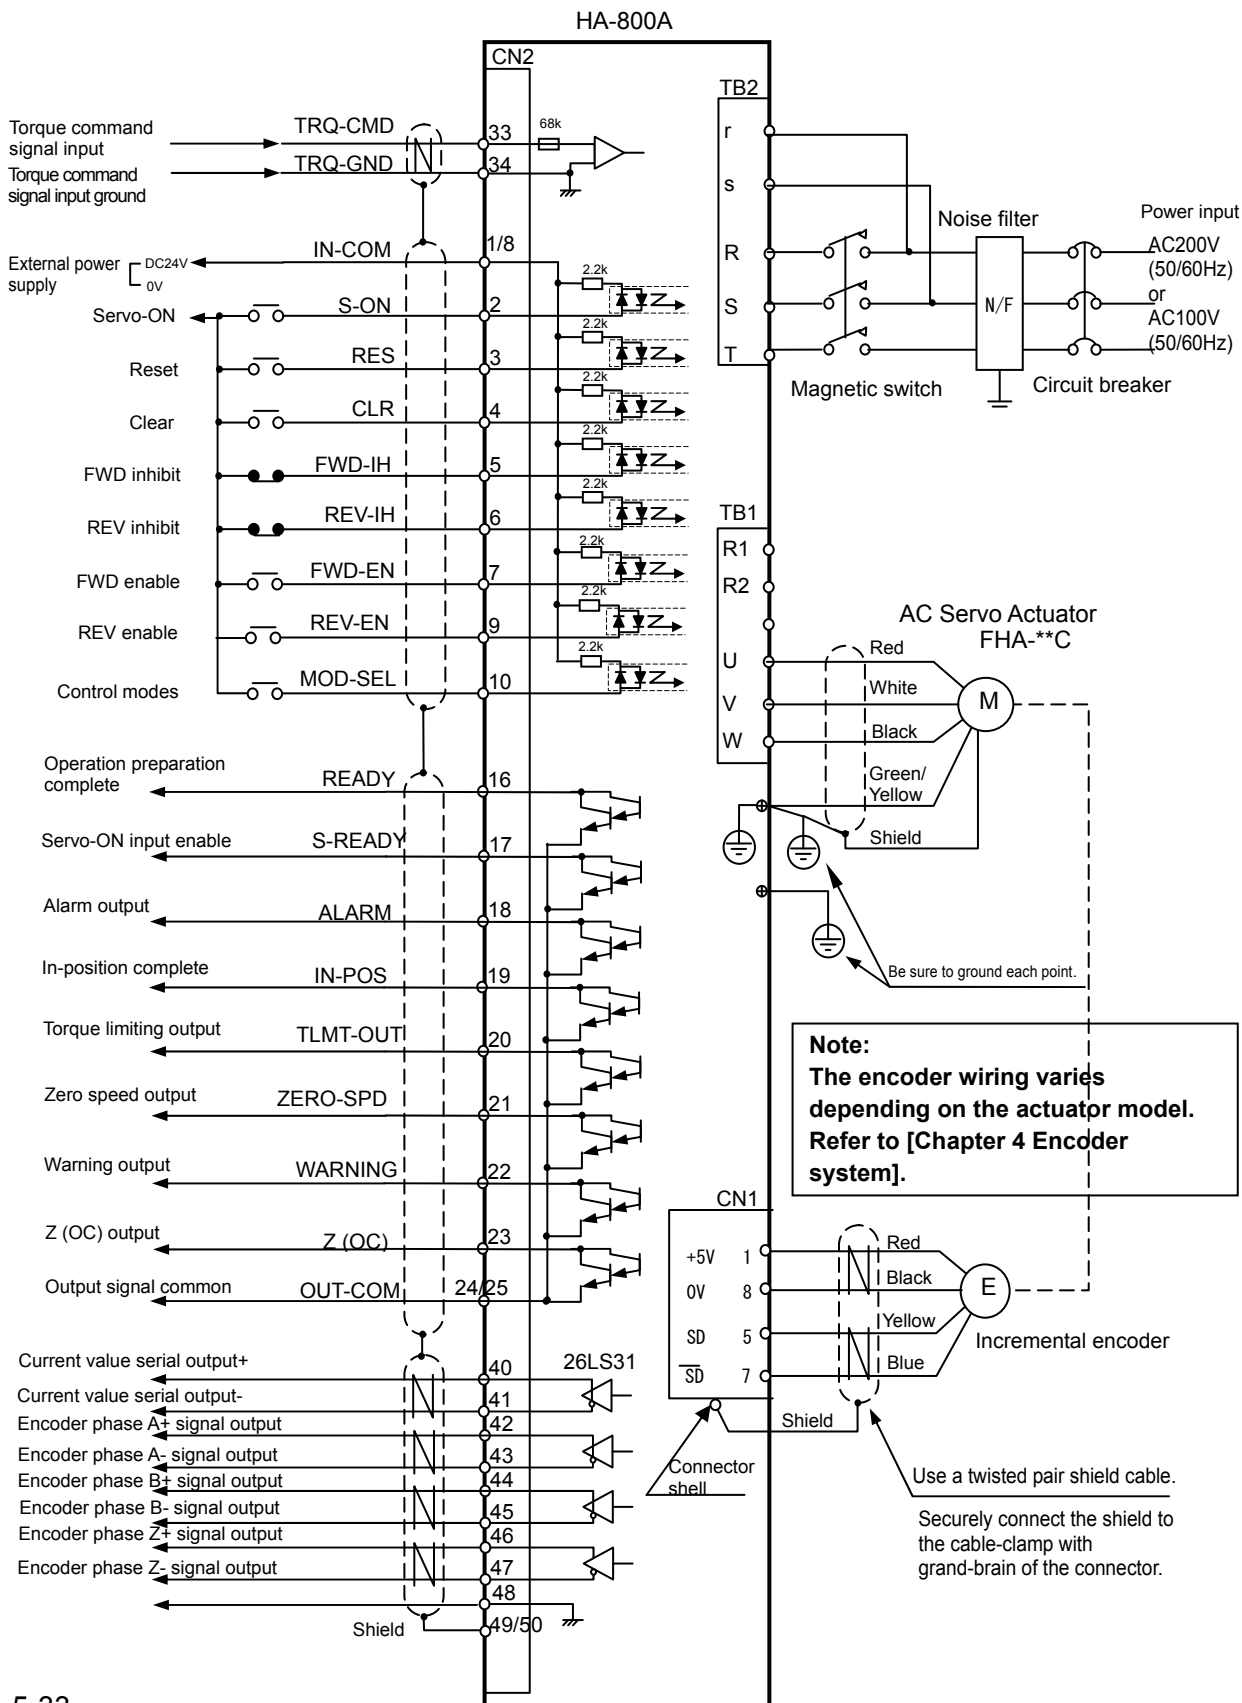 HA-800A
CN2
TB2
Torque command
signal input
TRQ-CMD
33
68k
Torque command
signal input ground
TRQ-GND
34
r
s
R
S
T
Noise filter
N/F
Power input
AC200V
(50/60Hz)
or
AC100V
(50/60Hz)
Magnetic switch
Circuit breaker
External power
supply
DC24V
0V
IN-COM
1/8
2.2k
Servo-ON
S-ON
2
2.2k
Reset
RES
3
2.2k
Clear
CLR
4
2.2k
FWD inhibit
FWD-IH
5
2.2k
REV inhibit
REV-IH
6
2.2k
FWD enable
FWD-EN
7
2.2k
REV enable
REV-EN
9
2.2k
Control modes
MOD-SEL
10
TB1
R1
R2
U
V
W
AC Servo Actuator
FHA-**C
Red
White
Black
Green/
Yellow
Shield
M
Be sure to ground each point.
Operation preparation
complete
READY
16
Servo-ON input enable
S-READY
17
Alarm output
ALARM
18
In-position complete
IN-POS
19
Torque limiting output
TLMT-OUT
20
Zero speed output
ZERO-SPD
21
Warning output
WARNING
22
Z (OC) output
Z (OC)
23
Output signal common
OUT-COM
24/25
Note:
The encoder wiring varies
depending on the actuator model.
Refer to [Chapter 4 Encoder
system].
CN1
+5V 1
0V 8
SD 5
S̅D̅ 7
Red
Black
Yellow
Blue
E
Incremental encoder
Shield
Connector
shell
Use a twisted pair shield cable.
Securely connect the shield to
the cable-clamp with
grand-brain of the connector.
Current value serial output+
40
26LS31
Current value serial output-
41
Encoder phase A+ signal output
42
Encoder phase A- signal output
43
Encoder phase B+ signal output
44
Encoder phase B- signal output
45
Encoder phase Z+ signal output
46
Encoder phase Z- signal output
47
48
Shield
49/50